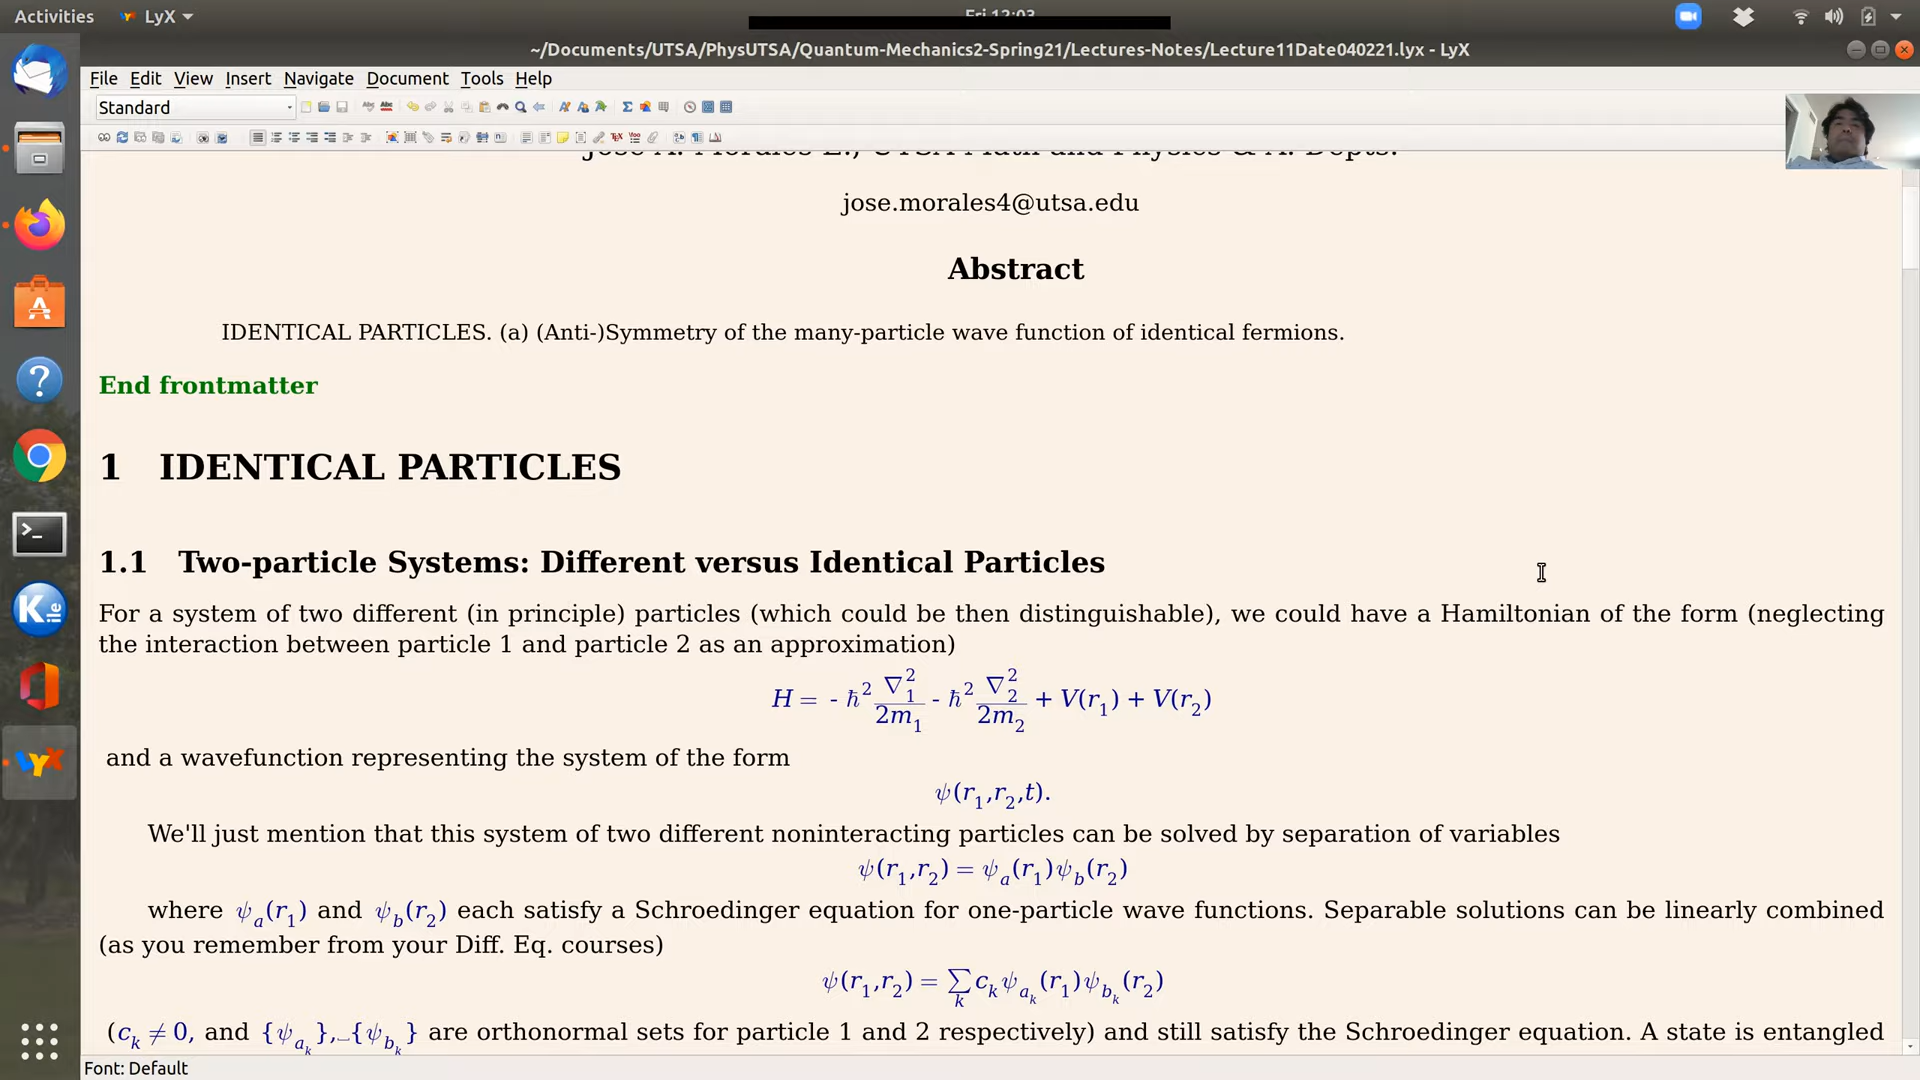 Activities LyX Fri 12:03
~/Documents/UTSA/PhysUTSA/Quantum-Mechanics2-Spring21/Lectures-Notes/Lecture11Date040221.lyx - LyX
File Edit View Insert Navigate Document Tools Help
Standard
Jose A. Morales E., UTSA Math and Physics & A. Depts.
jose.morales4@utsa.edu
Abstract
IDENTICAL PARTICLES. (a) (Anti-)Symmetry of the many-particle wave function of identical fermions.
End frontmatter
1 IDENTICAL PARTICLES
1.1 Two-particle Systems: Different versus Identical Particles
For a system of two different (in principle) particles (which could be then distinguishable), we could have a Hamiltonian of the form (neglecting
the interaction between particle 1 and particle 2 as an approximation)
H = - ħ² ∇₁²/2m₁ - ħ² ∇₂²/2m₂ + V(r₁) + V(r₂)
and a wavefunction representing the system of the form
ψ(r₁,r₂,t).
We'll just mention that this system of two different noninteracting particles can be solved by separation of variables
ψ(r₁,r₂) = ψ_a(r₁)ψ_b(r₂)
where ψ_a(r₁) and ψ_b(r₂) each satisfy a Schroedinger equation for one-particle wave functions. Separable solutions can be linearly combined
(as you remember from your Diff. Eq. courses)
ψ(r₁,r₂) = ∑_k c_k ψ_{a_k}(r₁)ψ_{b_k}(r₂)
(c_k ≠ 0, and {ψ_{a_k}},_{ψ_{b_k}} are orthonormal sets for particle 1 and 2 respectively) and still satisfy the Schroedinger equation. A state is entangled
Font: Default